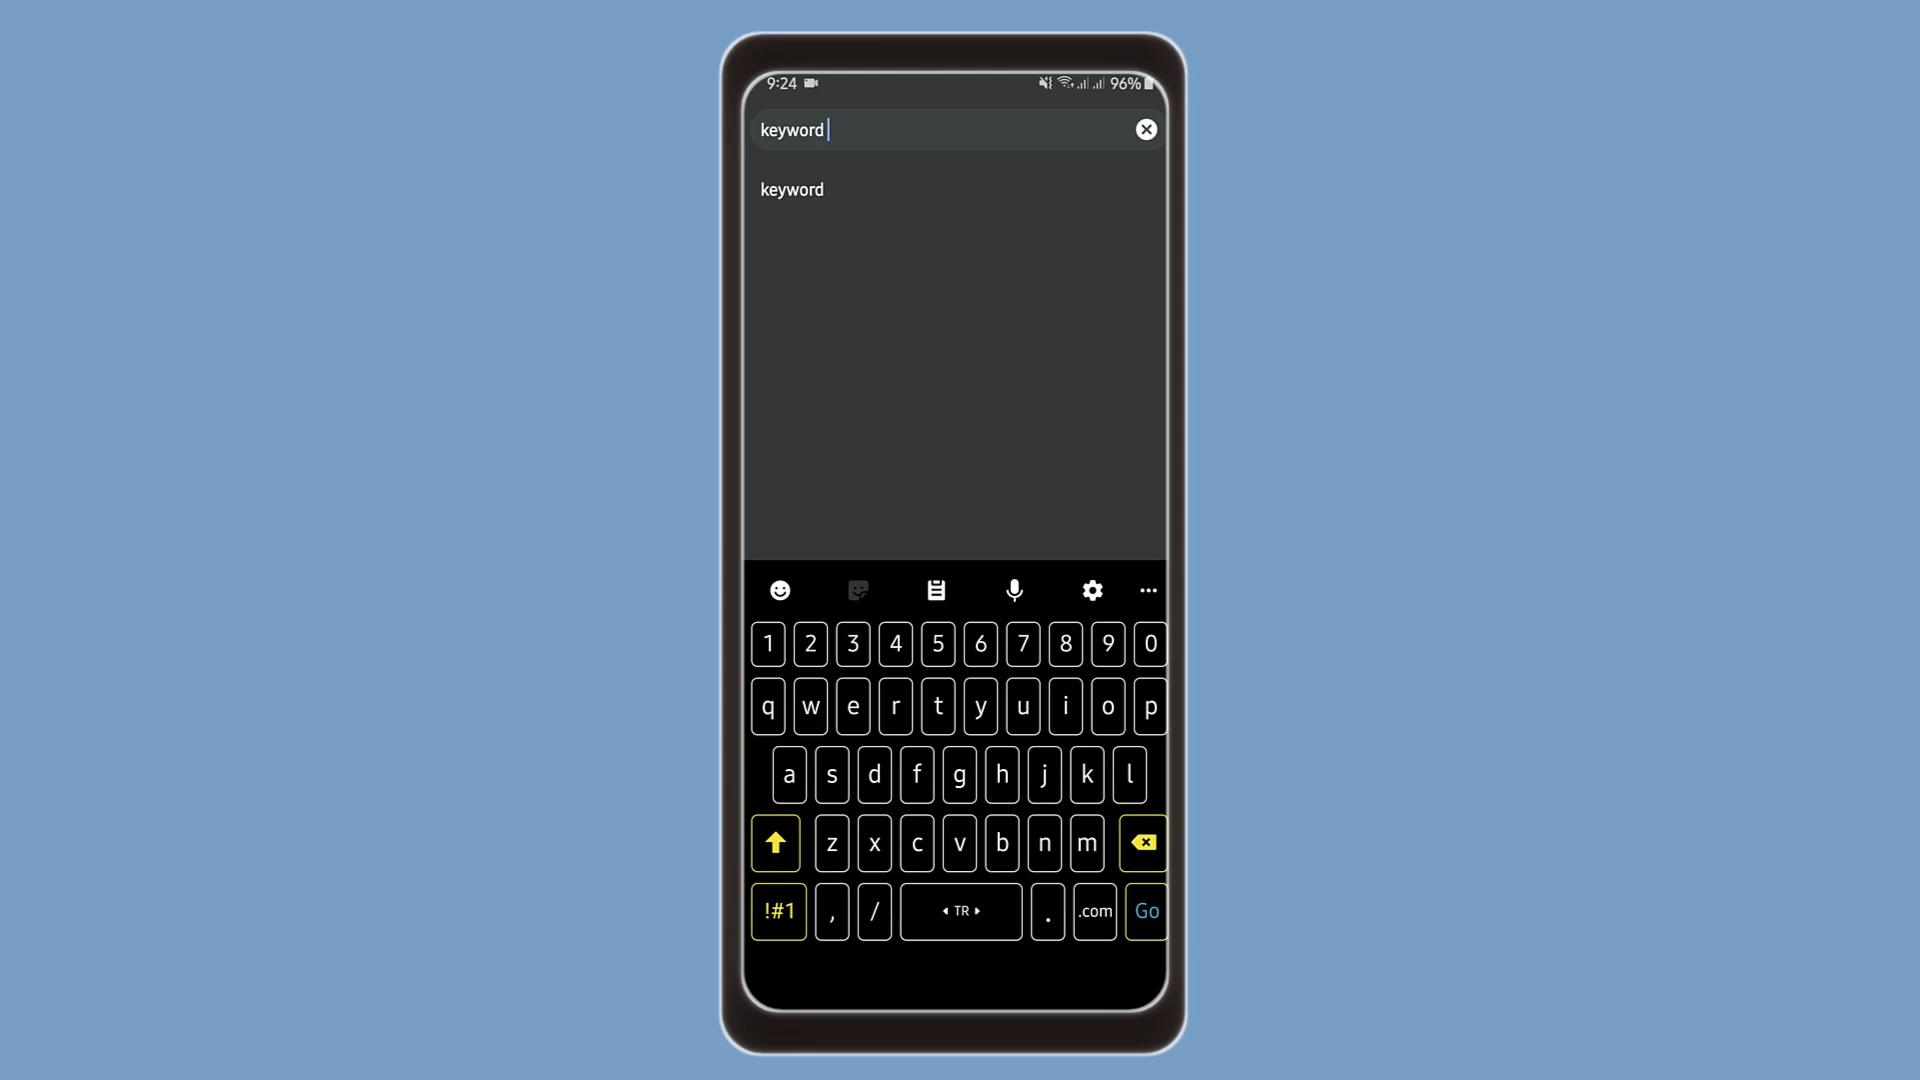 9:24 96%
keyword
keyword
1 2 3 4 5 6 7 8 9 0
q w e r t y u i o p
a s d f g h j k l
z x c v b n m
!#1 , / TR . .com Go